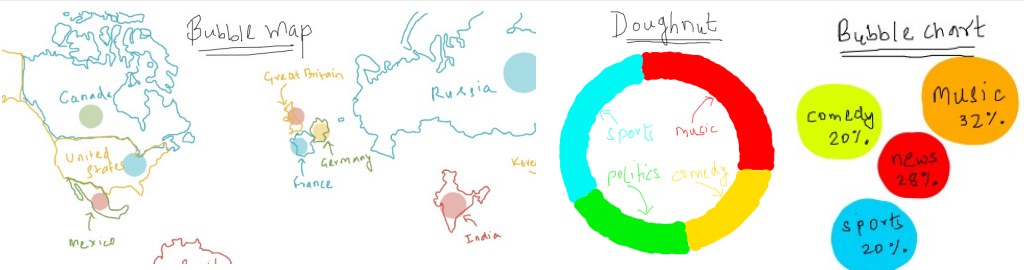 Bubble map
Canada
United
States
Mexico
Great Britain
Germany
France
Russia
India
Doughnut
sports
music
politics
comedy
Bubble chart
comedy
20%.
Music
32%.
news
28%.
sports
20%.